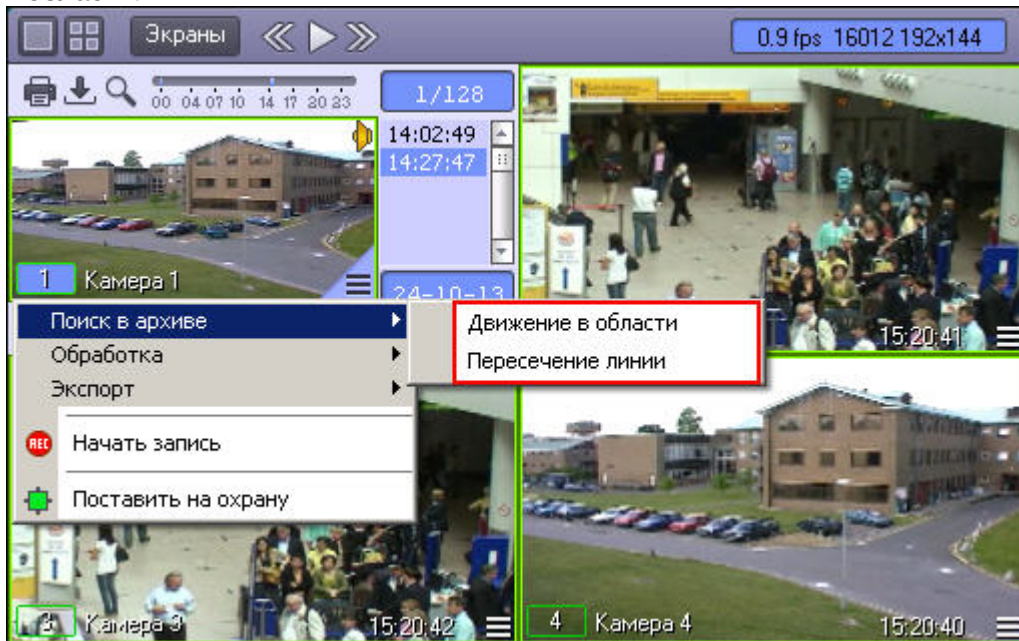 Экраны
0.9 fps 16012 192x144
00 04 07 10 14 17 20 23
1/128
14:02:49
14:27:47
1 Камера 1
24-10-13
Поиск в архиве
Движение в области
Обработка
Пересечение линии
Экспорт
REC Начать запись
Поставить на охрану
15:20:41
3 Камера 3
15:20:42
4 Камера 4
15:20:40